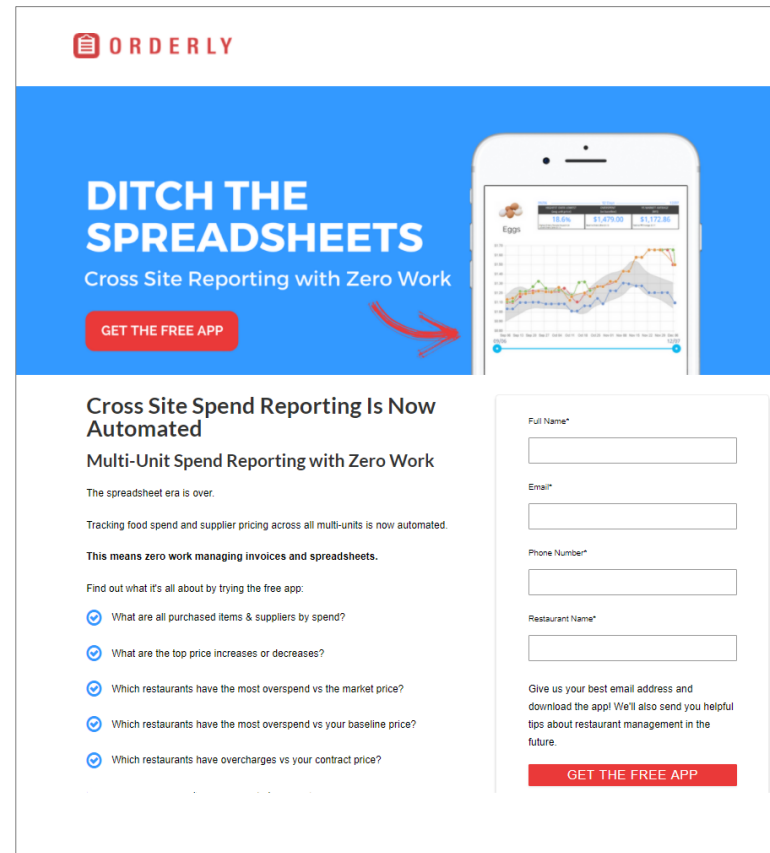 ORDERLY
DITCH THE
SPREADSHEETS
Cross Site Reporting with Zero Work
GET THE FREE APP
Eggs
18.6%
$1,479.00
$1,172.86
Cross Site Spend Reporting Is Now
Automated
Multi-Unit Spend Reporting with Zero Work
The spreadsheet era is over.
Tracking food spend and supplier pricing across all multi-units is now automated.
This means zero work managing invoices and spreadsheets.
Find out what it's all about by trying the free app:
What are all purchased items & suppliers by spend?
What are the top price increases or decreases?
Which restaurants have the most overspend vs the market price?
Which restaurants have the most overspend vs your baseline price?
Which restaurants have overcharges vs your contract price?
Full Name*
Email*
Phone Number*
Restaurant Name*
Give us your best email address and
download the app! We'll also send you helpful
tips about restaurant management in the
future.
GET THE FREE APP